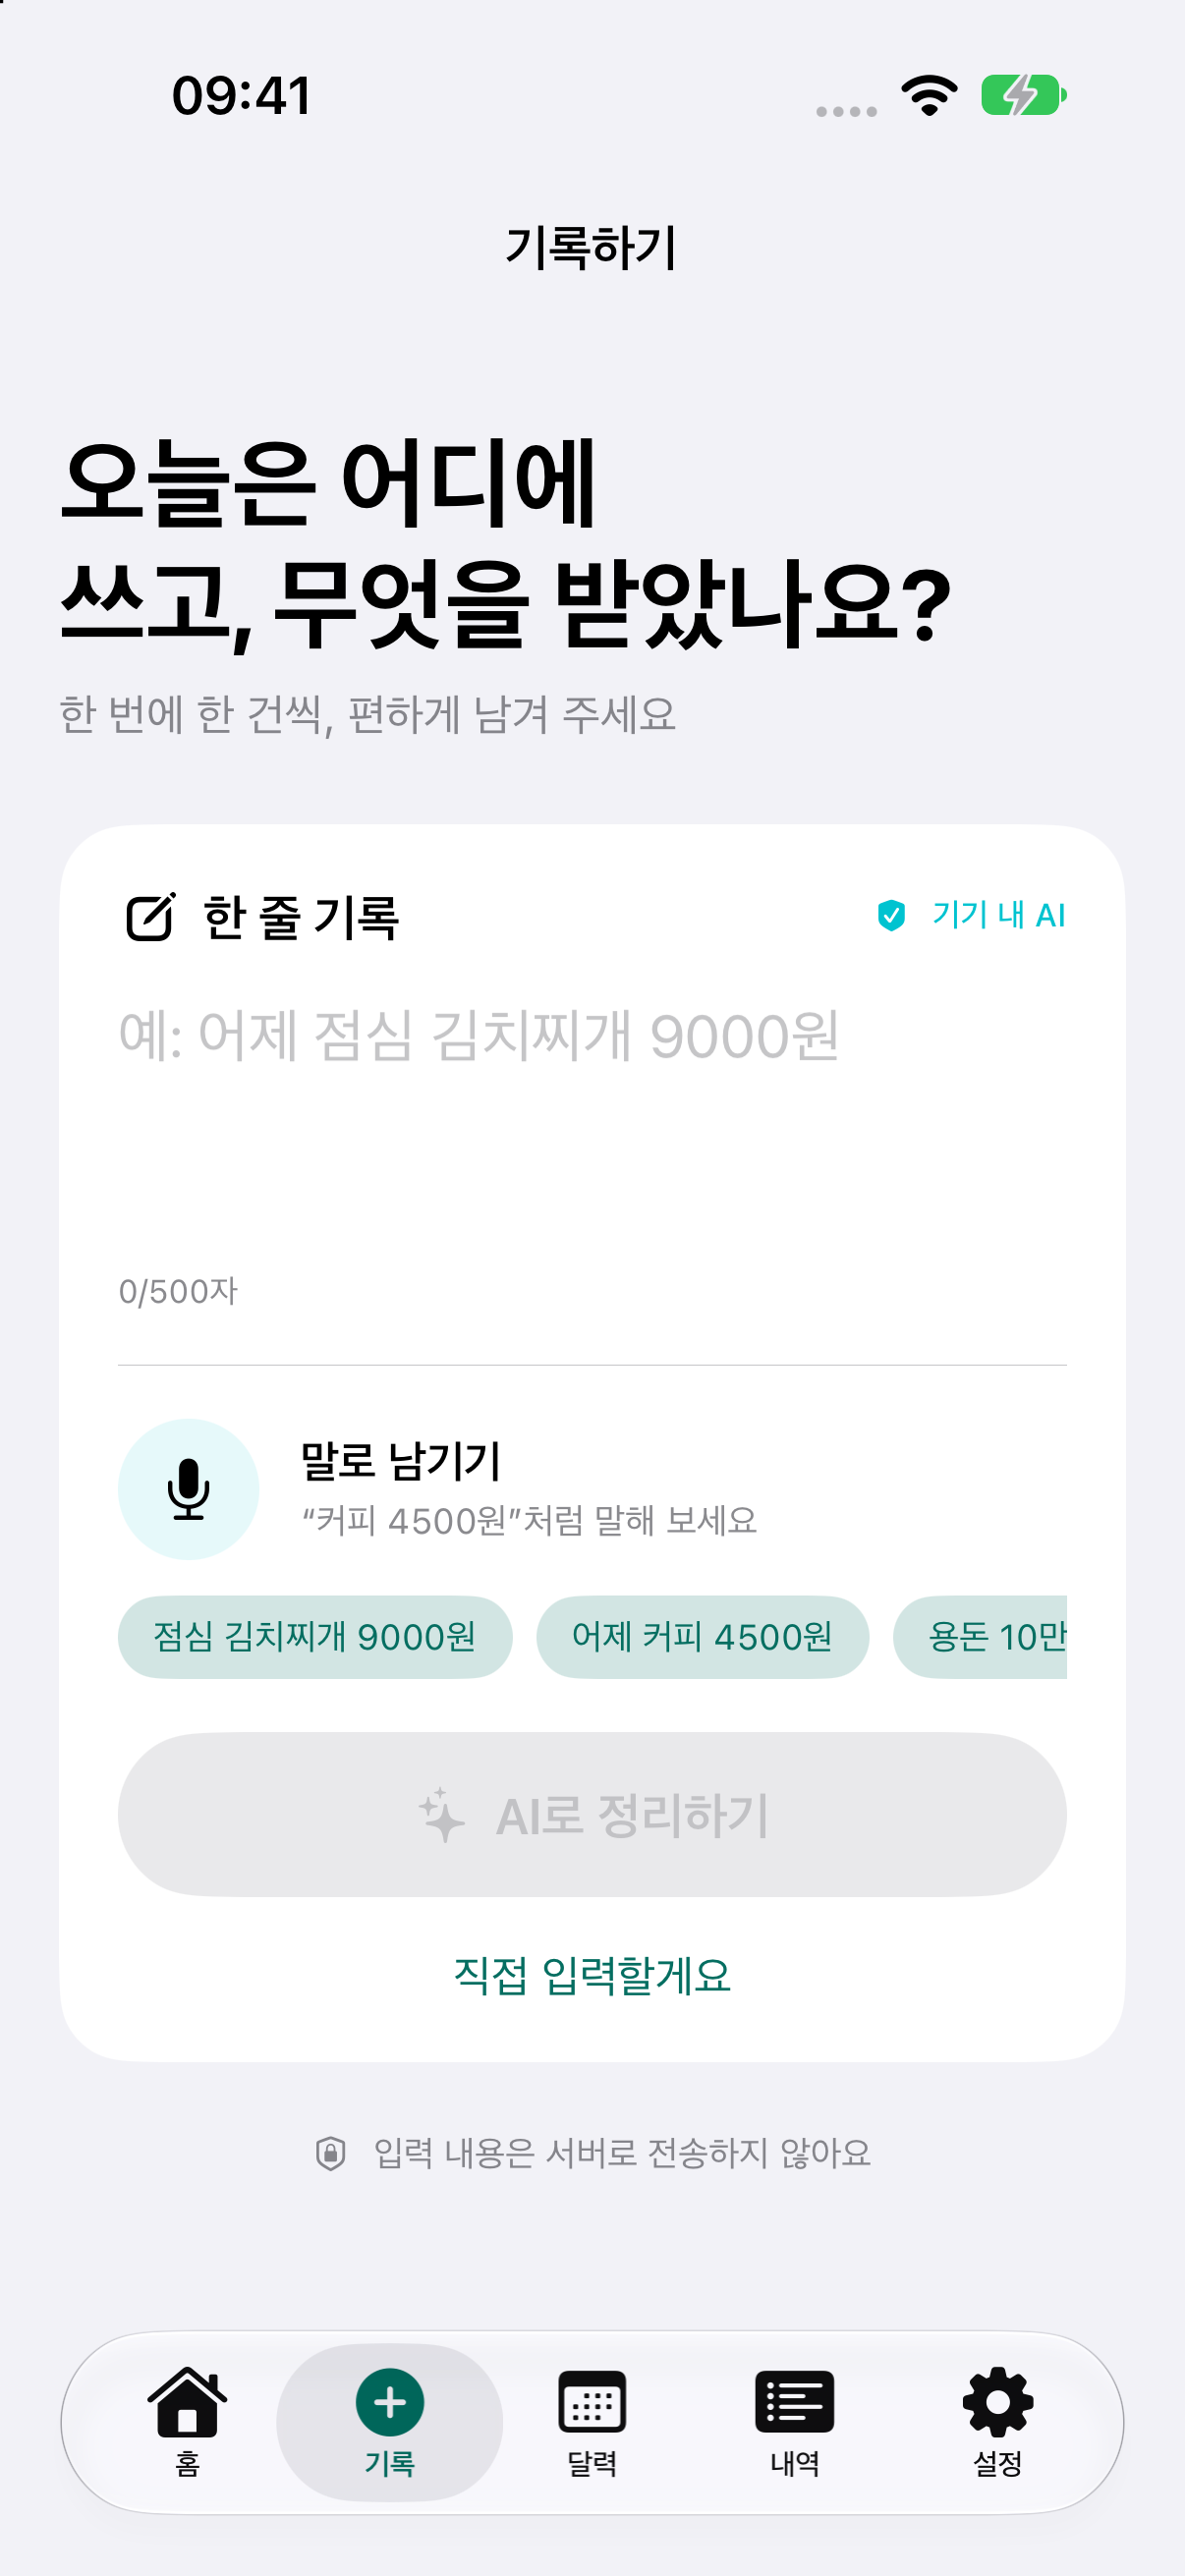 09:41
기록하기
오늘은 어디에
쓰고, 무엇을 받았나요?
한 번에 한 건씩, 편하게 남겨 주세요
한 줄 기록
기기 내 AI
예: 어제 점심 김치찌개 9000원
0/500자
말로 남기기
“커피 4500원”처럼 말해 보세요
점심 김치찌개 9000원
어제 커피 4500원
용돈 10만
AI로 정리하기
직접 입력할게요
입력 내용은 서버로 전송하지 않아요
홈
기록
달력
내역
설정